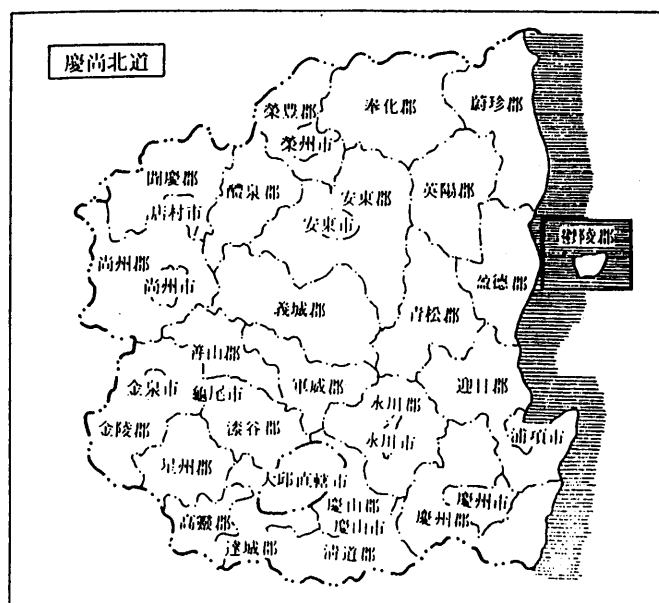 慶尚北道
榮豊郡
奉化郡
蔚珍郡
榮州市
聞慶郡
醴泉郡
安東郡
英陽郡
店村市
安東市
鬱陵郡
尚州郡
尚州市
盈德郡
義城郡
青松郡
善山郡
金泉市
龜尾市
軍威郡
永川郡
迎日郡
金陵郡
漆谷郡
永川市
浦項市
星州郡
大邱直轄市
慶山郡
慶州市
高靈郡
慶山市
慶州郡
達城郡
清道郡